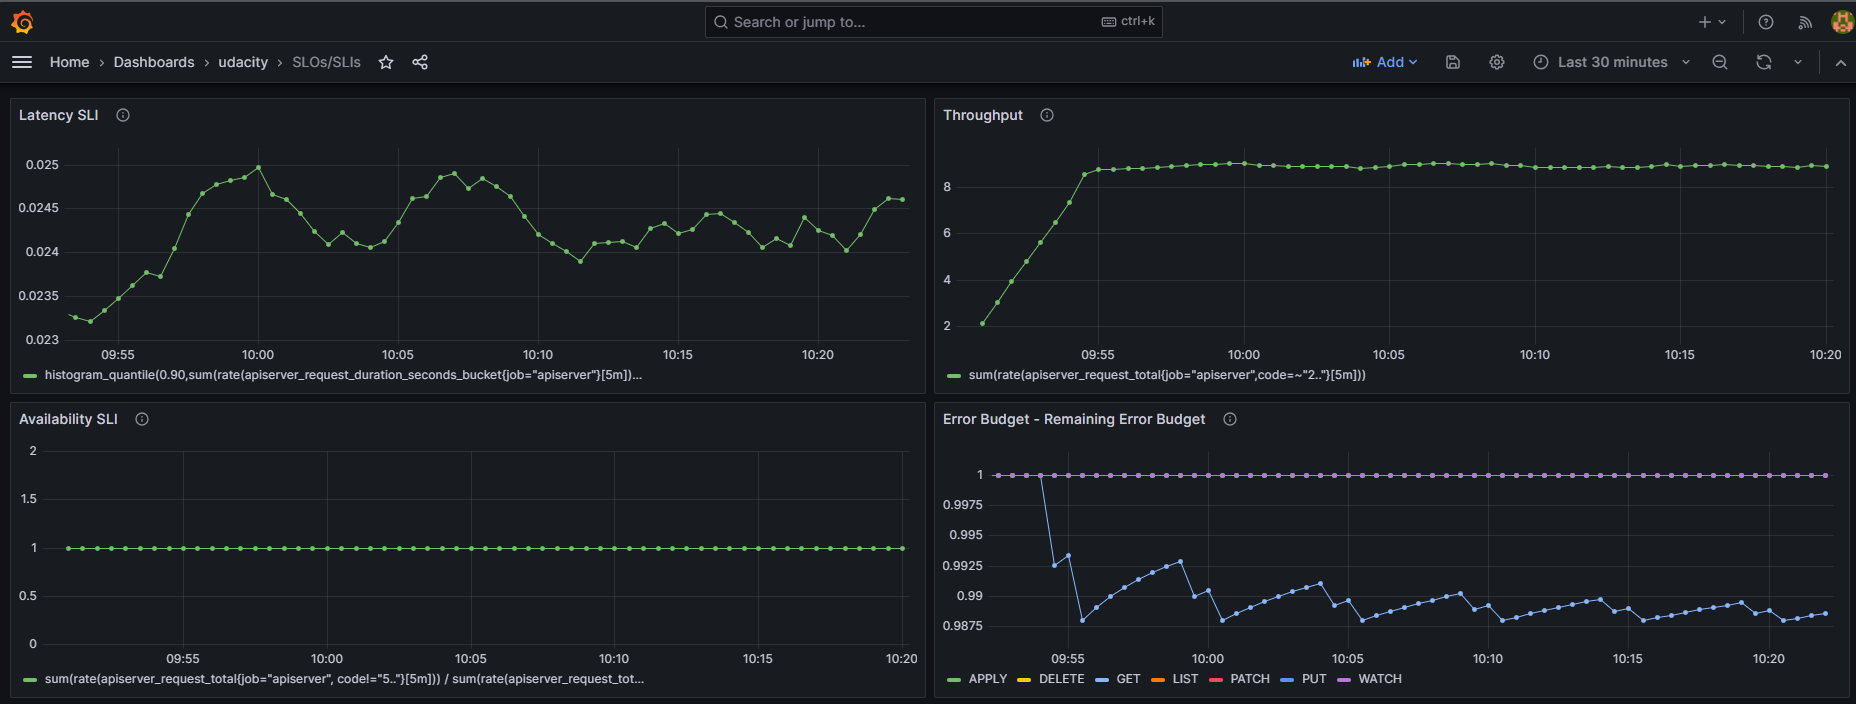 Search or jump to...
ctrl+k
Home › Dashboards › udacity › SLOs/SLIs
Add
Last 30 minutes
Latency SLI
0.025
0.0245
0.024
0.0235
0.023
09:55 10:00 10:05 10:10 10:15 10:20
histogram_quantile(0.90,sum(rate(apiserver_request_duration_seconds_bucket{job="apiserver"}[5m])...
Throughput
8
6
4
2
09:55 10:00 10:05 10:10 10:15 10:20
sum(rate(apiserver_request_total{job="apiserver",code=~"2.."}[5m]))
Availability SLI
2
1.5
1
0.5
0
09:55 10:00 10:05 10:10 10:15 10:20
sum(rate(apiserver_request_total{job="apiserver", code!="5.."}[5m])) / sum(rate(apiserver_request_tot...
Error Budget - Remaining Error Budget
1
0.9975
0.995
0.9925
0.99
0.9875
09:55 10:00 10:05 10:10 10:15 10:20
APPLY DELETE GET LIST PATCH PUT WATCH